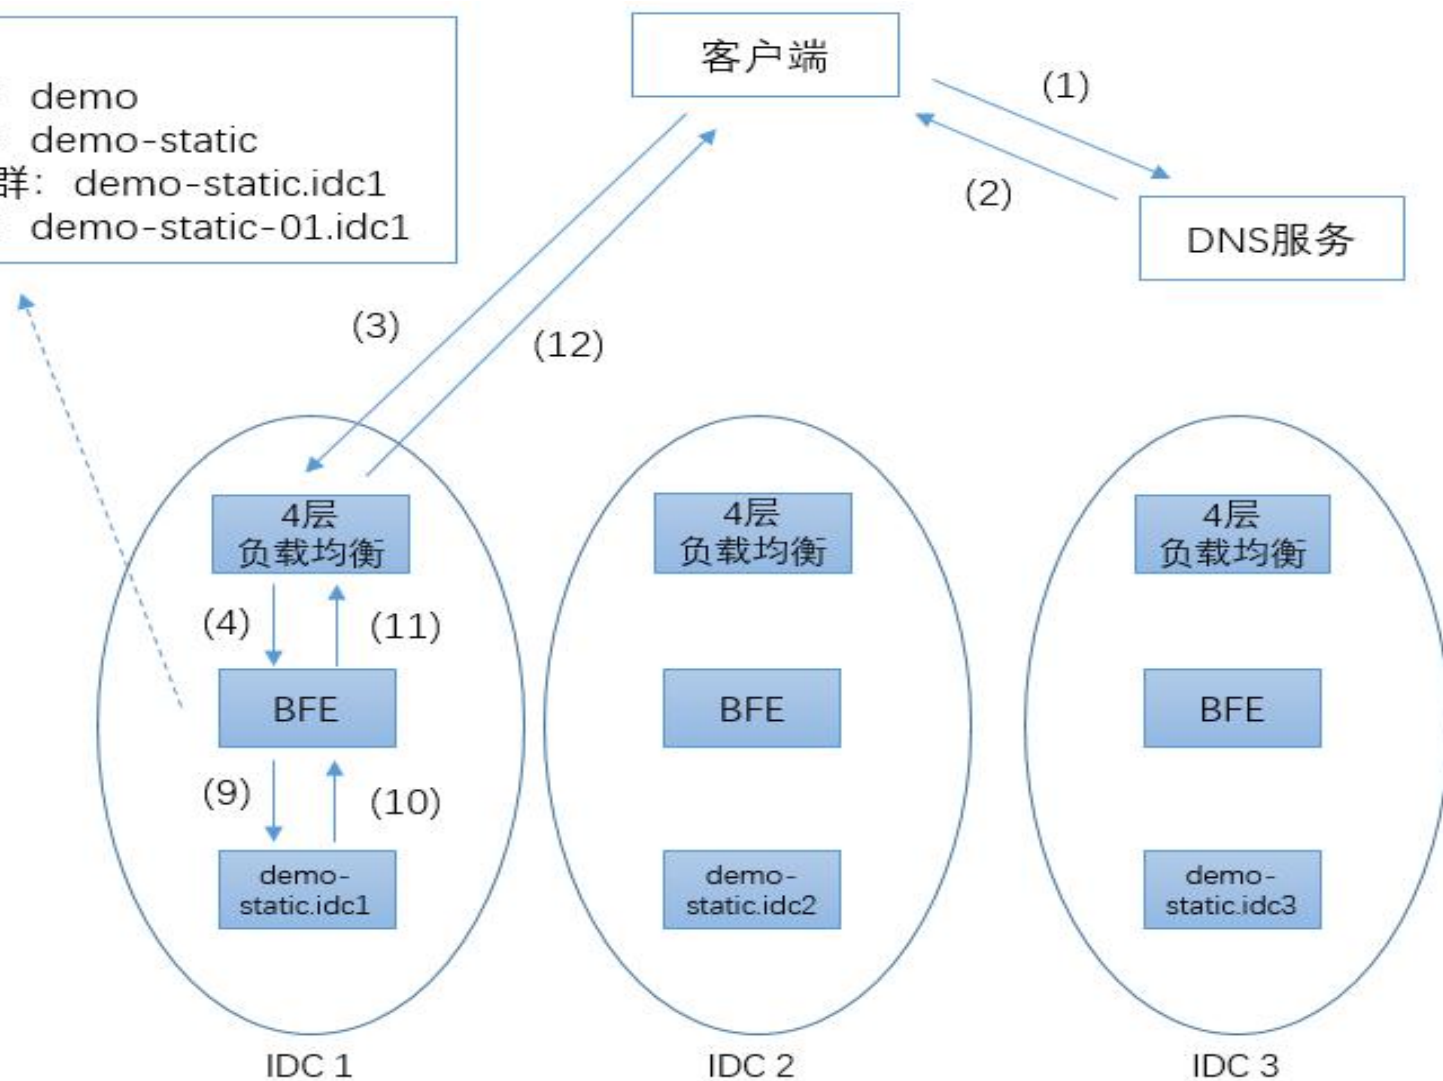 demo
demo-static
群: demo-static.idc1
demo-static-01.idc1
客户端
(1)
(2)
DNS服务
(3)
(12)
4层
负载均衡
(4)
(11)
BFE
(9)
(10)
demo-
static.idc1
IDC 1
4层
负载均衡
BFE
demo-
static.idc2
IDC 2
4层
负载均衡
BFE
demo-
static.idc3
IDC 3